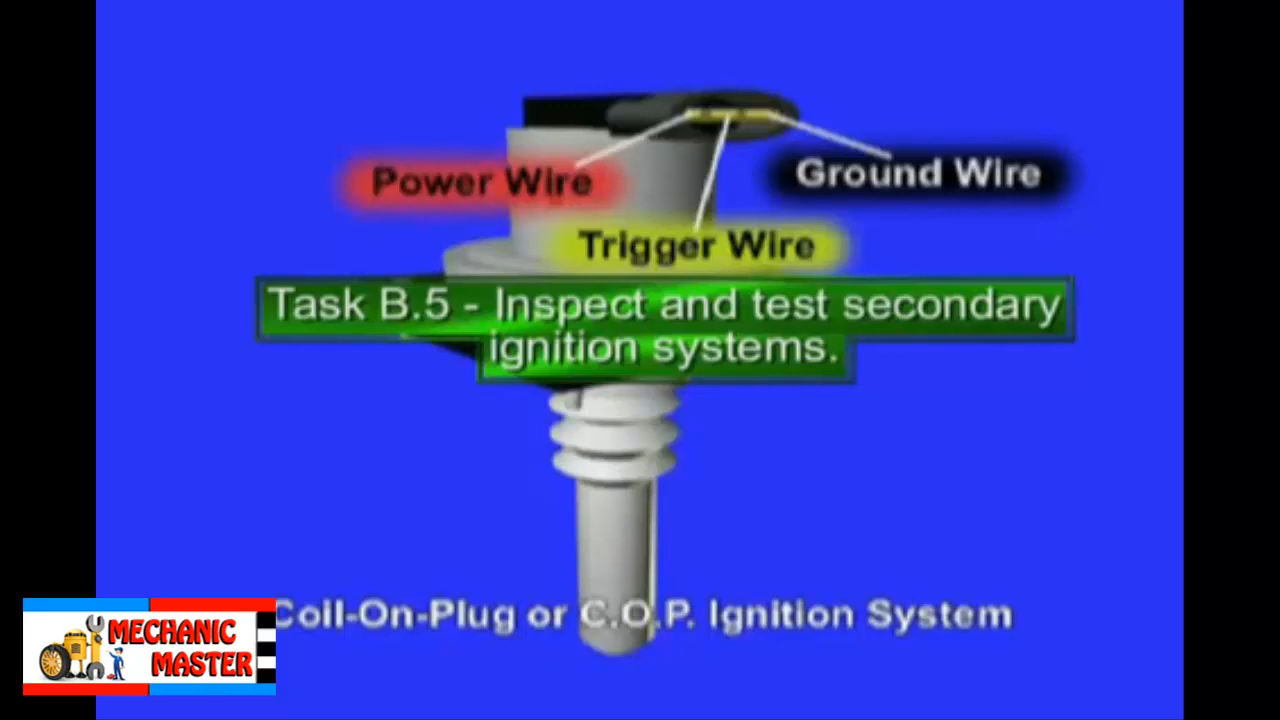 Power Wire
Ground Wire
Trigger Wire
Task B.5 - Inspect and test secondary
ignition systems.
Coil-On-Plug or C.O.P. Ignition System
MECHANIC
MASTER